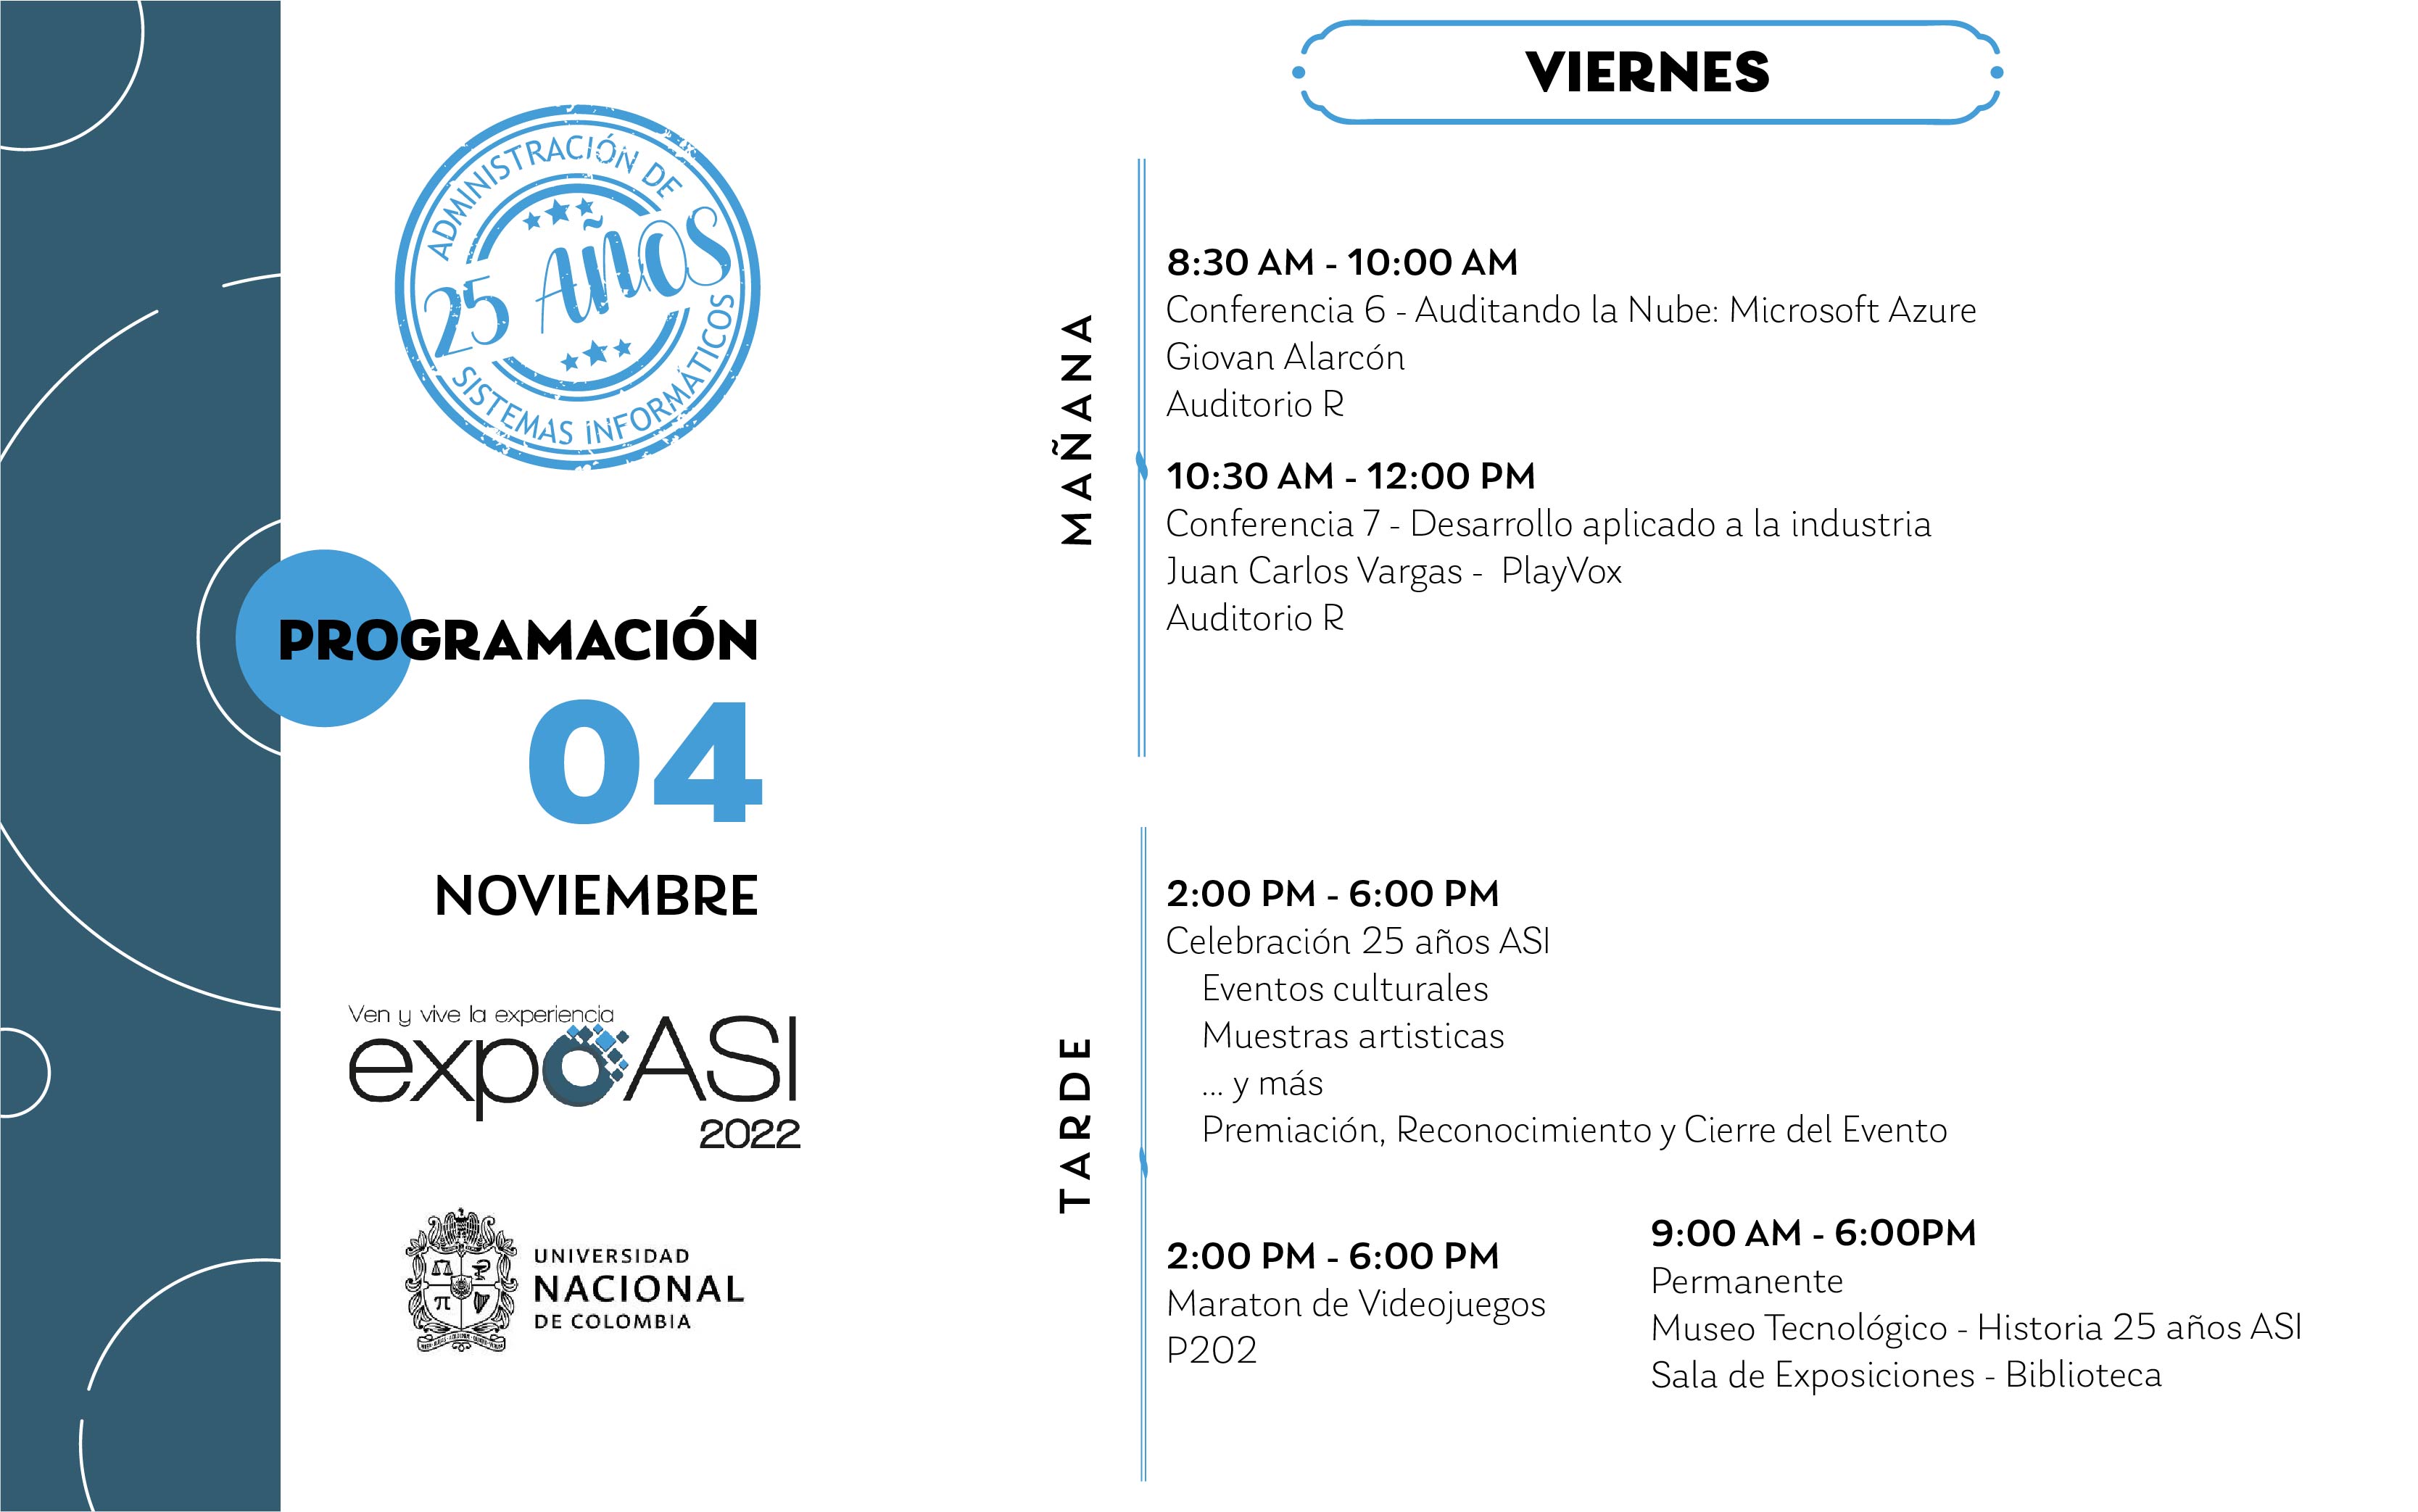 ADMINISTRACIÓN DE
25 AÑOS
SISTEMAS INFORMÁTICOS
PROGRAMACIÓN
04
NOVIEMBRE
Ven y vive la experiencia
expoASI
2022
UNIVERSIDAD
NACIONAL
DE COLOMBIA
VIERNES
MAÑANA
8:30 AM - 10:00 AM
Conferencia 6 - Auditando la Nube: Microsoft Azure
Giovan Alarcón
Auditorio R
10:30 AM - 12:00 PM
Conferencia 7 - Desarrollo aplicado a la industria
Juan Carlos Vargas - PlayVox
Auditorio R
TARDE
2:00 PM - 6:00 PM
Celebración 25 años ASI
Eventos culturales
Muestras artisticas
... y más
Premiación, Reconocimiento y Cierre del Evento
2:00 PM - 6:00 PM
Maraton de Videojuegos
P202
9:00 AM - 6:00PM
Permanente
Museo Tecnológico - Historia 25 años ASI
Sala de Exposiciones - Biblioteca